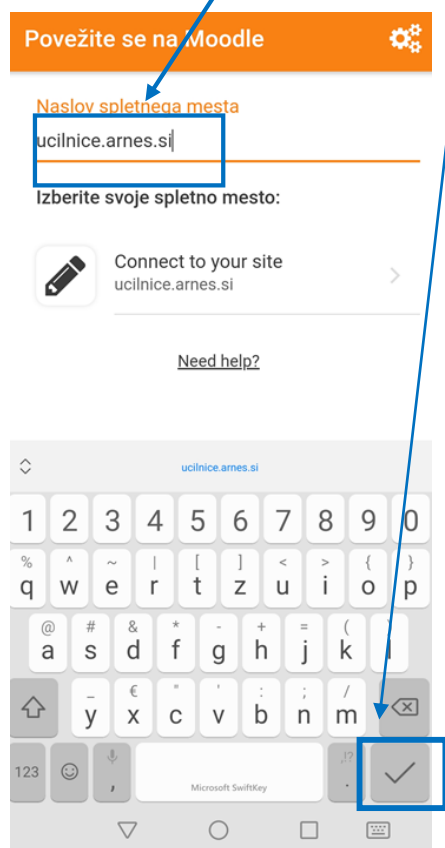 Povežite se na Moodle
Naslov spletnega mesta
ucilnice.arnes.si
Izberite svoje spletno mesto:
Connect to your site
ucilnice.arnes.si
Need help?
ucilnice.arnes.si
1 2 3 4 5 6 7 8 9 0
% ^ ~ | [ ] < > { }
q w e r t z u i o p
@ # & * - + = (
a s d f g h j k l
_ € " ' : ; /
y x c v b n m
,!?
123 , Microsoft SwiftKey .